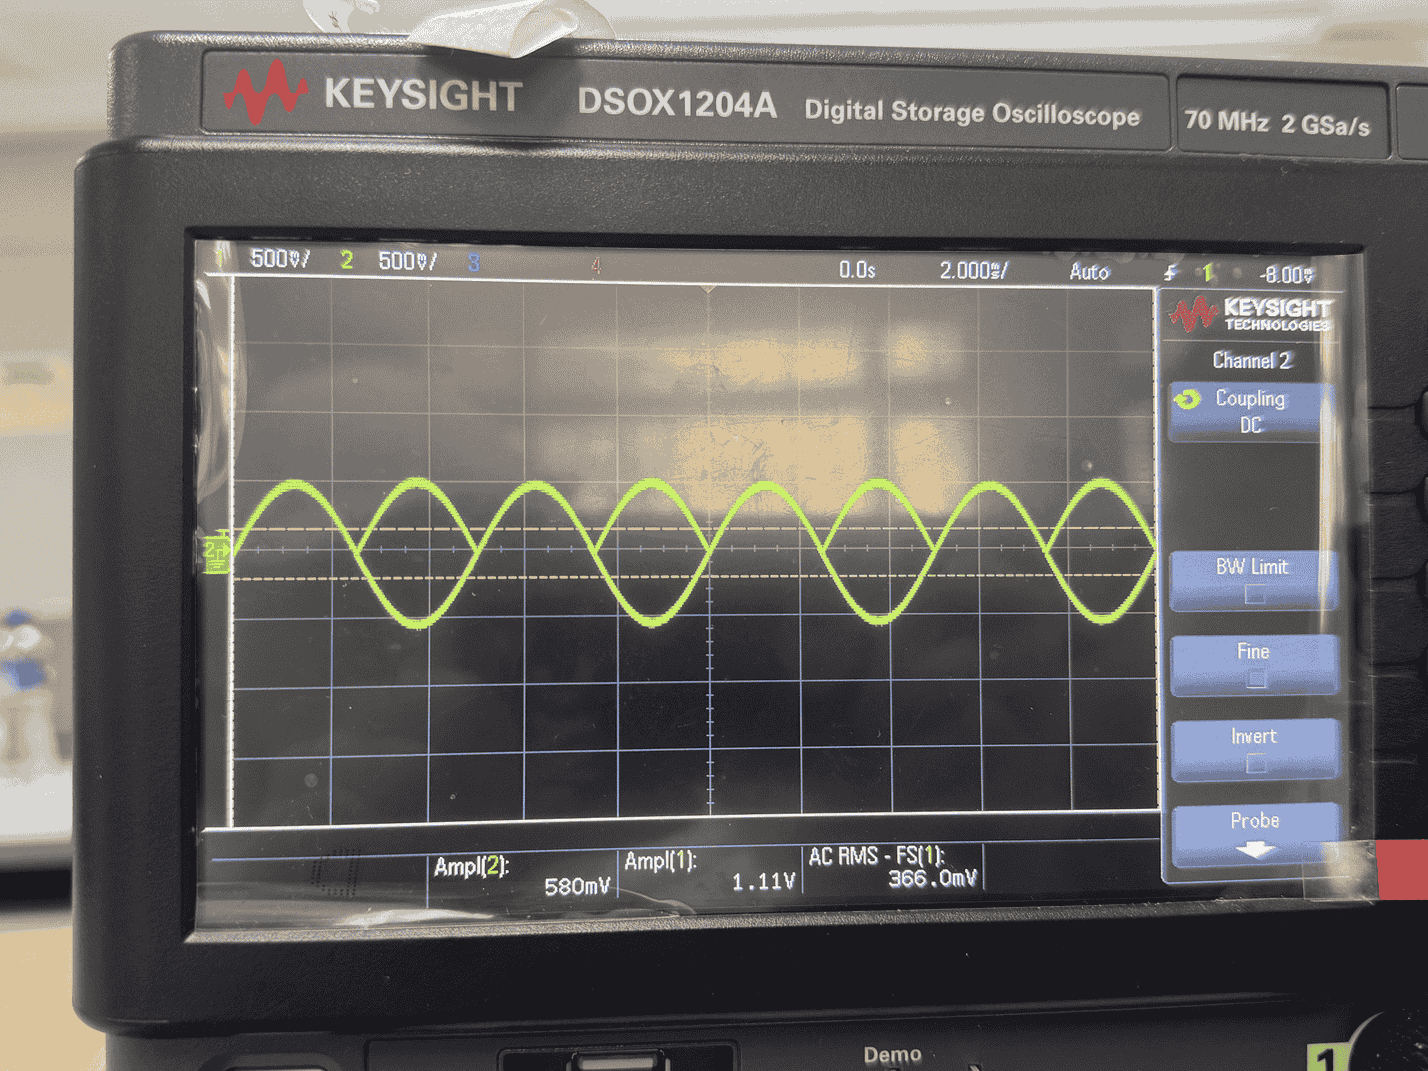 KEYSIGHT DSOX1204A Digital Storage Oscilloscope 70 MHz 2 GSa/s
1 500mV/ 2 500mV/ 3 4 0.0s 2.000ms/ Auto 1 -8.00mV
KEYSIGHT
TECHNOLOGIES
Channel 2
Coupling
DC
2
BW Limit
Fine
Invert
Probe
Ampl(2):
580mV
Ampl(1):
1.11V
AC RMS - FS(1):
366.0mV
Demo
1